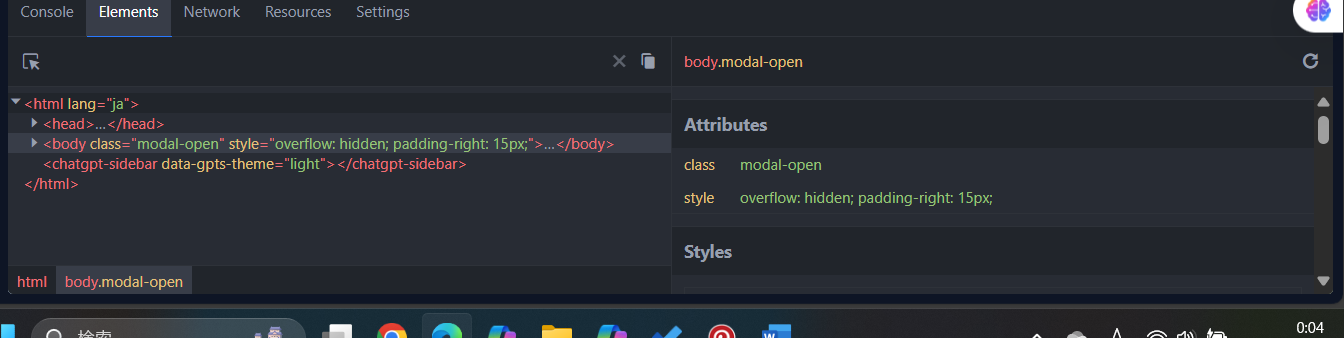 Console Elements Network Resources Settings
body.modal-open
<html lang="ja">
<head>…</head>
<body class="modal-open" style="overflow: hidden; padding-right: 15px;">…</body>
<chatgpt-sidebar data-gpts-theme="light"></chatgpt-sidebar>
</html>
Attributes
class modal-open
style overflow: hidden; padding-right: 15px;
Styles
html body.modal-open
検索
A
0:04